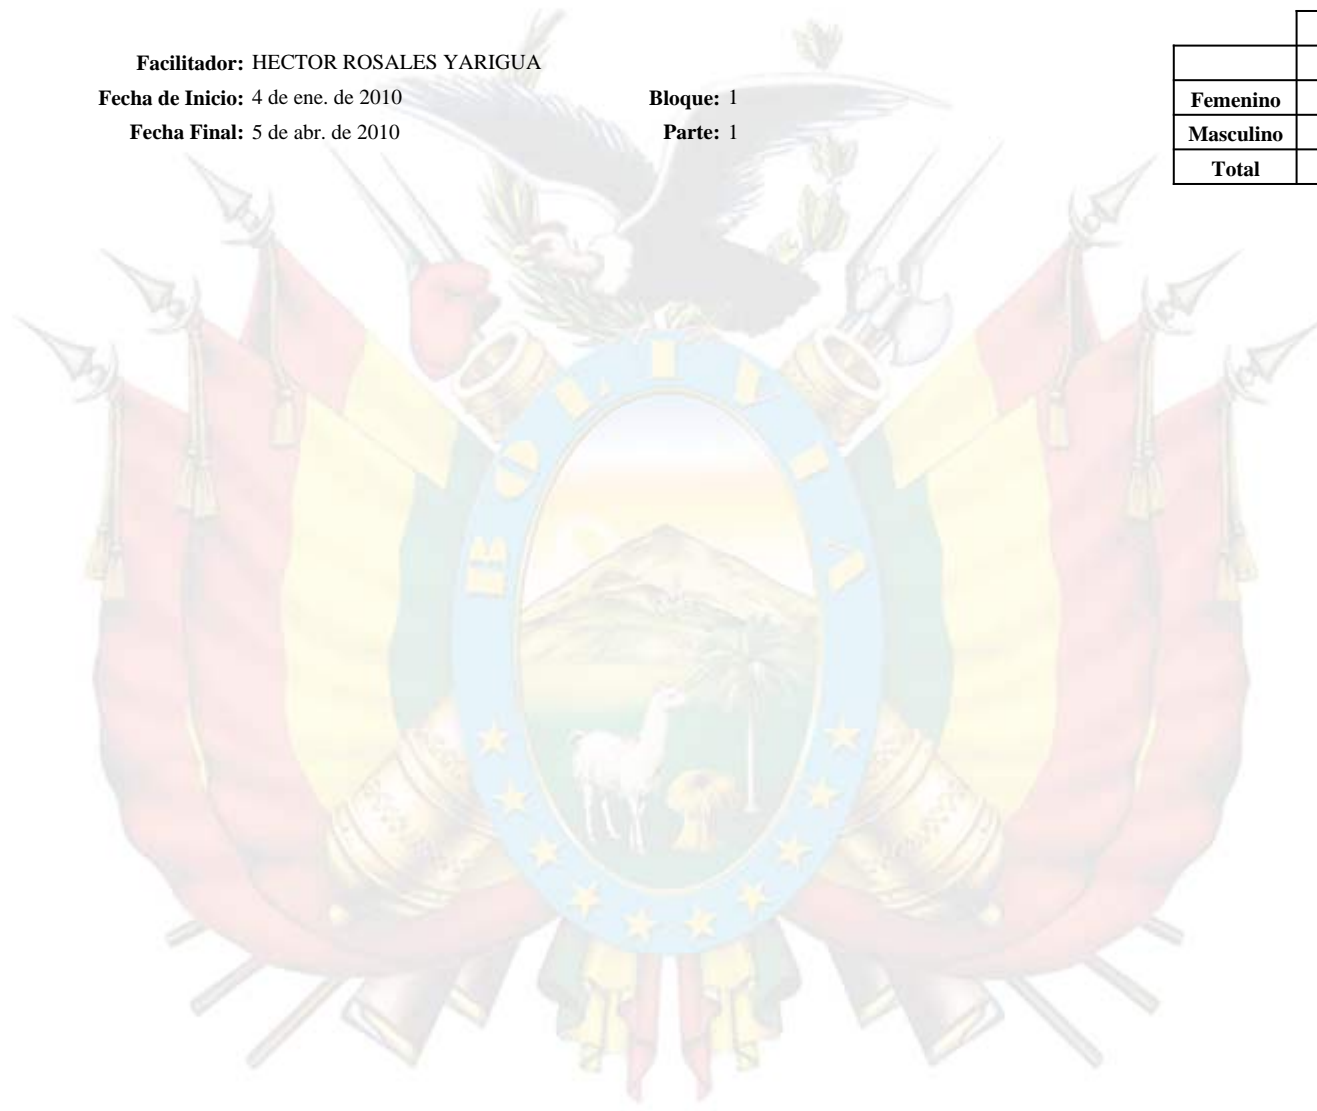 Facilitador: HECTOR ROSALES YARIGUA
Fecha de Inicio: 4 de ene. de 2010 Bloque: 1
Fecha Final: 5 de abr. de 2010 Parte: 1
Femenino
Masculino
Total
BOLIVIA